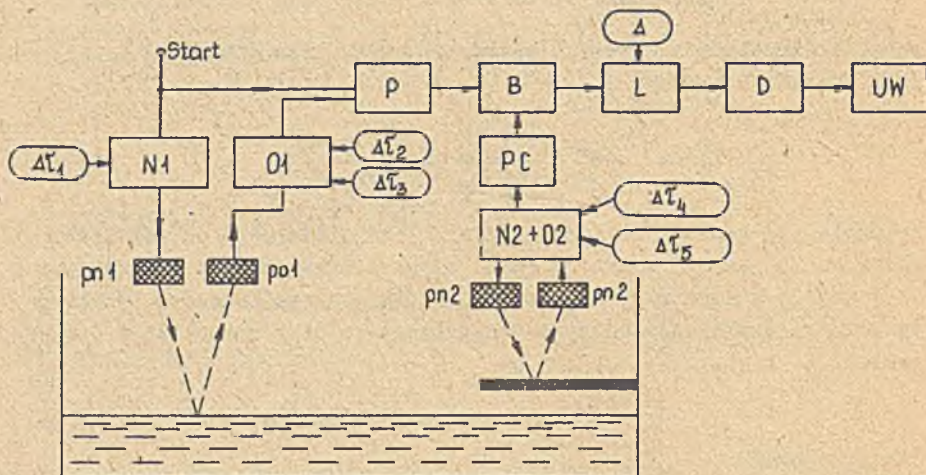 Start
Δ
P
B
L
D
UW
Δτ₁
N1
O1
Δτ₂
Δτ₃
PC
N2+O2
Δτ₄
Δτ₅
pn1
po1
pn2
pn2